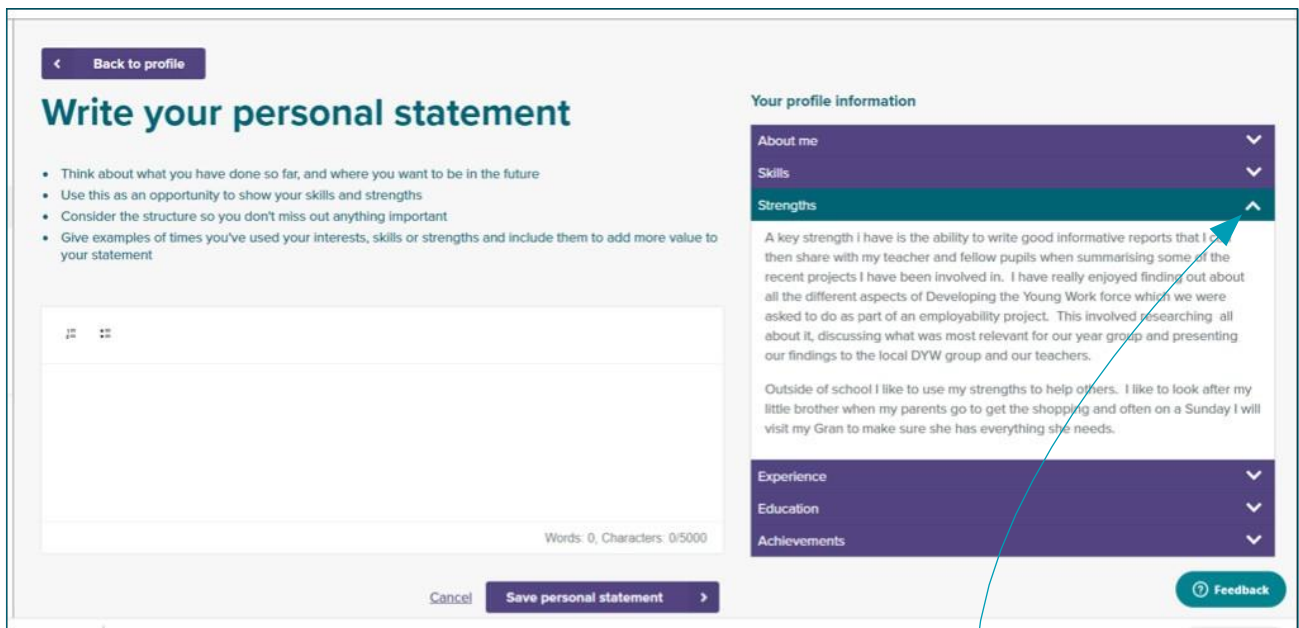 Back to profile
Write your personal statement
• Think about what you have done so far, and where you want to be in the future
• Use this as an opportunity to show your skills and strengths
• Consider the structure so you don't miss out anything important
• Give examples of times you've used your interests, skills or strengths and include them to add more value to
your statement
Words: 0, Characters: 0/5000
Cancel
Save personal statement
Your profile information
About me
Skills
Strengths
A key strength i have is the ability to write good informative reports that I
then share with my teacher and fellow pupils when summarising some of the
recent projects I have been involved in. I have really enjoyed finding out about
all the different aspects of Developing the Young Work force which we were
asked to do as part of an employability project. This involved researching all
about it, discussing what was most relevant for our year group and presenting
our findings to the local DYW group and our teachers.
Outside of school I like to use my strengths to help others. I like to look after my
little brother when my parents go to get the shopping and often on a Sunday I will
visit my Gran to make sure she has everything she needs.
Experience
Education
Achievements
Feedback